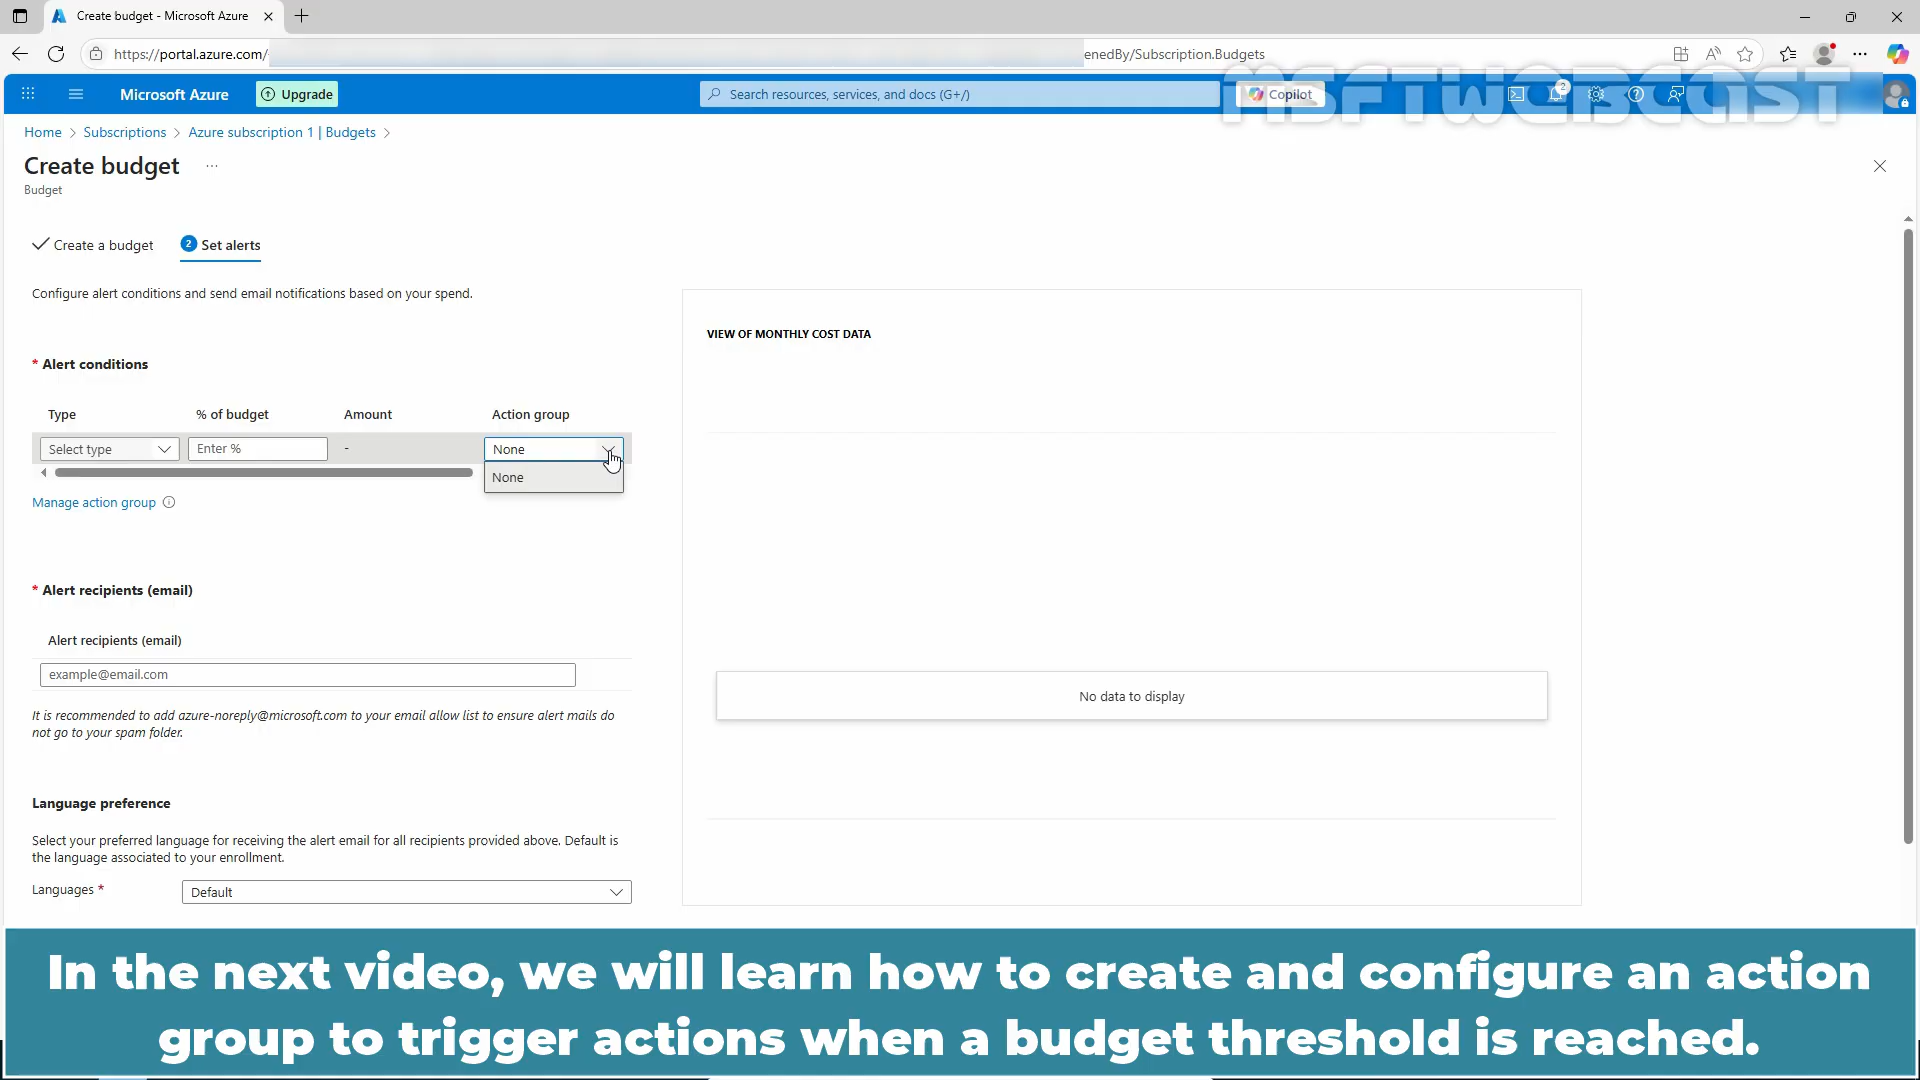 Create budget - Microsoft Azure
https://portal.azure.com/
enedBy/Subscription.Budgets
Microsoft Azure
Upgrade
Search resources, services, and docs (G+/)
Copilot
2
MSFTWEBCAST
Home > Subscriptions > Azure subscription 1 | Budgets >
Create budget ...
Budget
Create a budget
2 Set alerts
Configure alert conditions and send email notifications based on your spend.
* Alert conditions
Type % of budget Amount Action group
Select type Enter % - None
None
Manage action group
* Alert recipients (email)
Alert recipients (email)
example@email.com
It is recommended to add azure-noreply@microsoft.com to your email allow list to ensure alert mails do
not go to your spam folder.
Language preference
Select your preferred language for receiving the alert email for all recipients provided above. Default is
the language associated to your enrollment.
Languages * Default
VIEW OF MONTHLY COST DATA
No data to display
In the next video, we will learn how to create and configure an action
group to trigger actions when a budget threshold is reached.